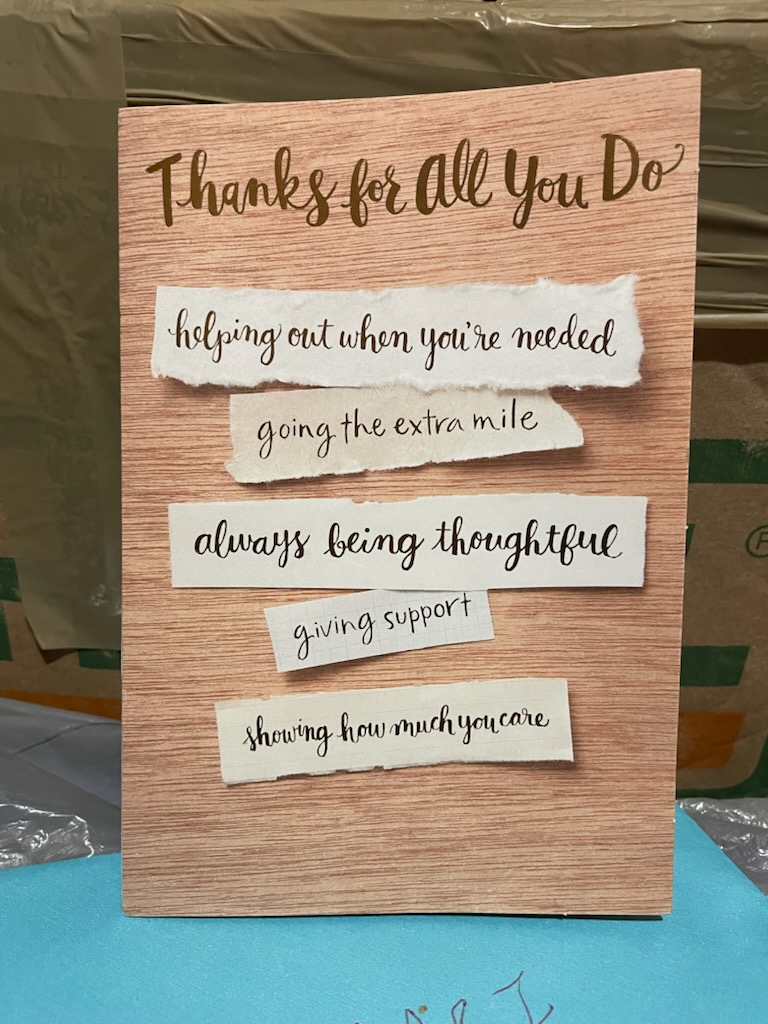 Thanks for All You Do
helping out when you're needed
going the extra mile
always being thoughtful
giving support
showing how much you care